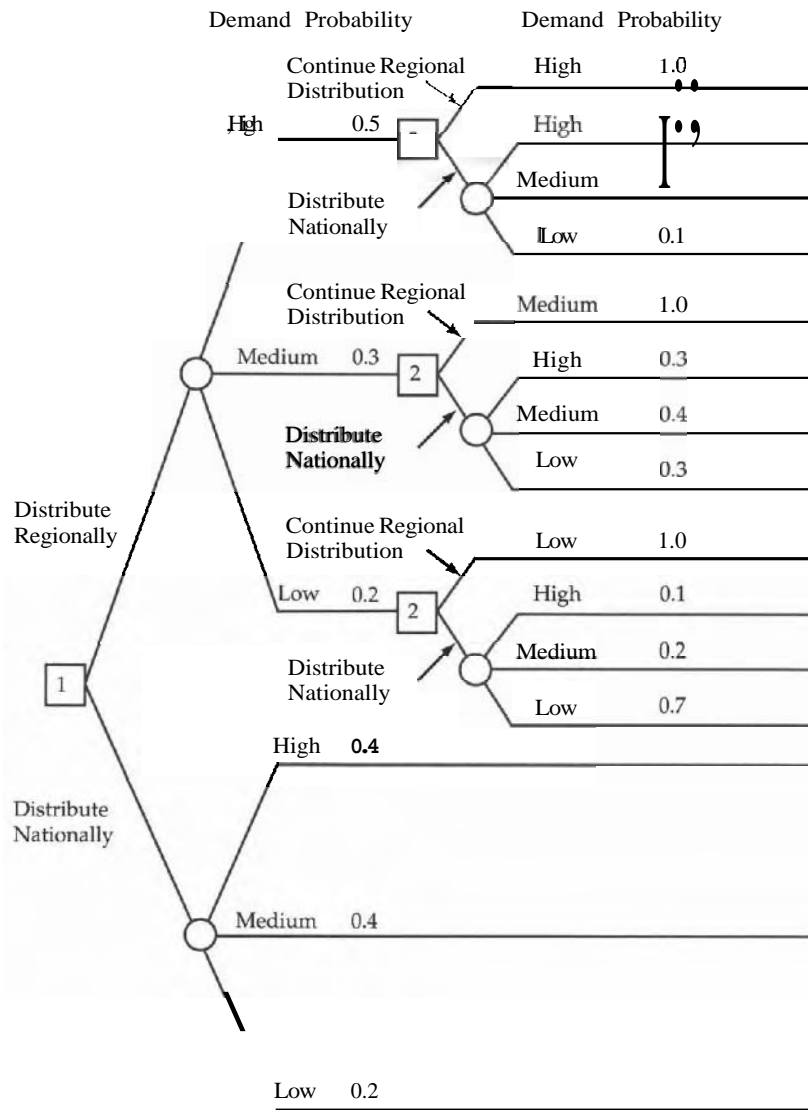 Demand Probability Demand Probability
Continue Regional
Distribution
High 1.0
High 0.5
High
Medium
Distribute
Nationally
Low 0.1
Continue Regional
Distribution
Medium 1.0
Medium 0.3 2
High 0.3
Distribute
Nationally
Medium 0.4
Low 0.3
Distribute
Regionally
Continue Regional
Distribution
Low 1.0
Low 0.2 2
High 0.1
Distribute
Nationally
Medium 0.2
Low 0.7
1
High 0.4
Distribute
Nationally
Medium 0.4
Low 0.2